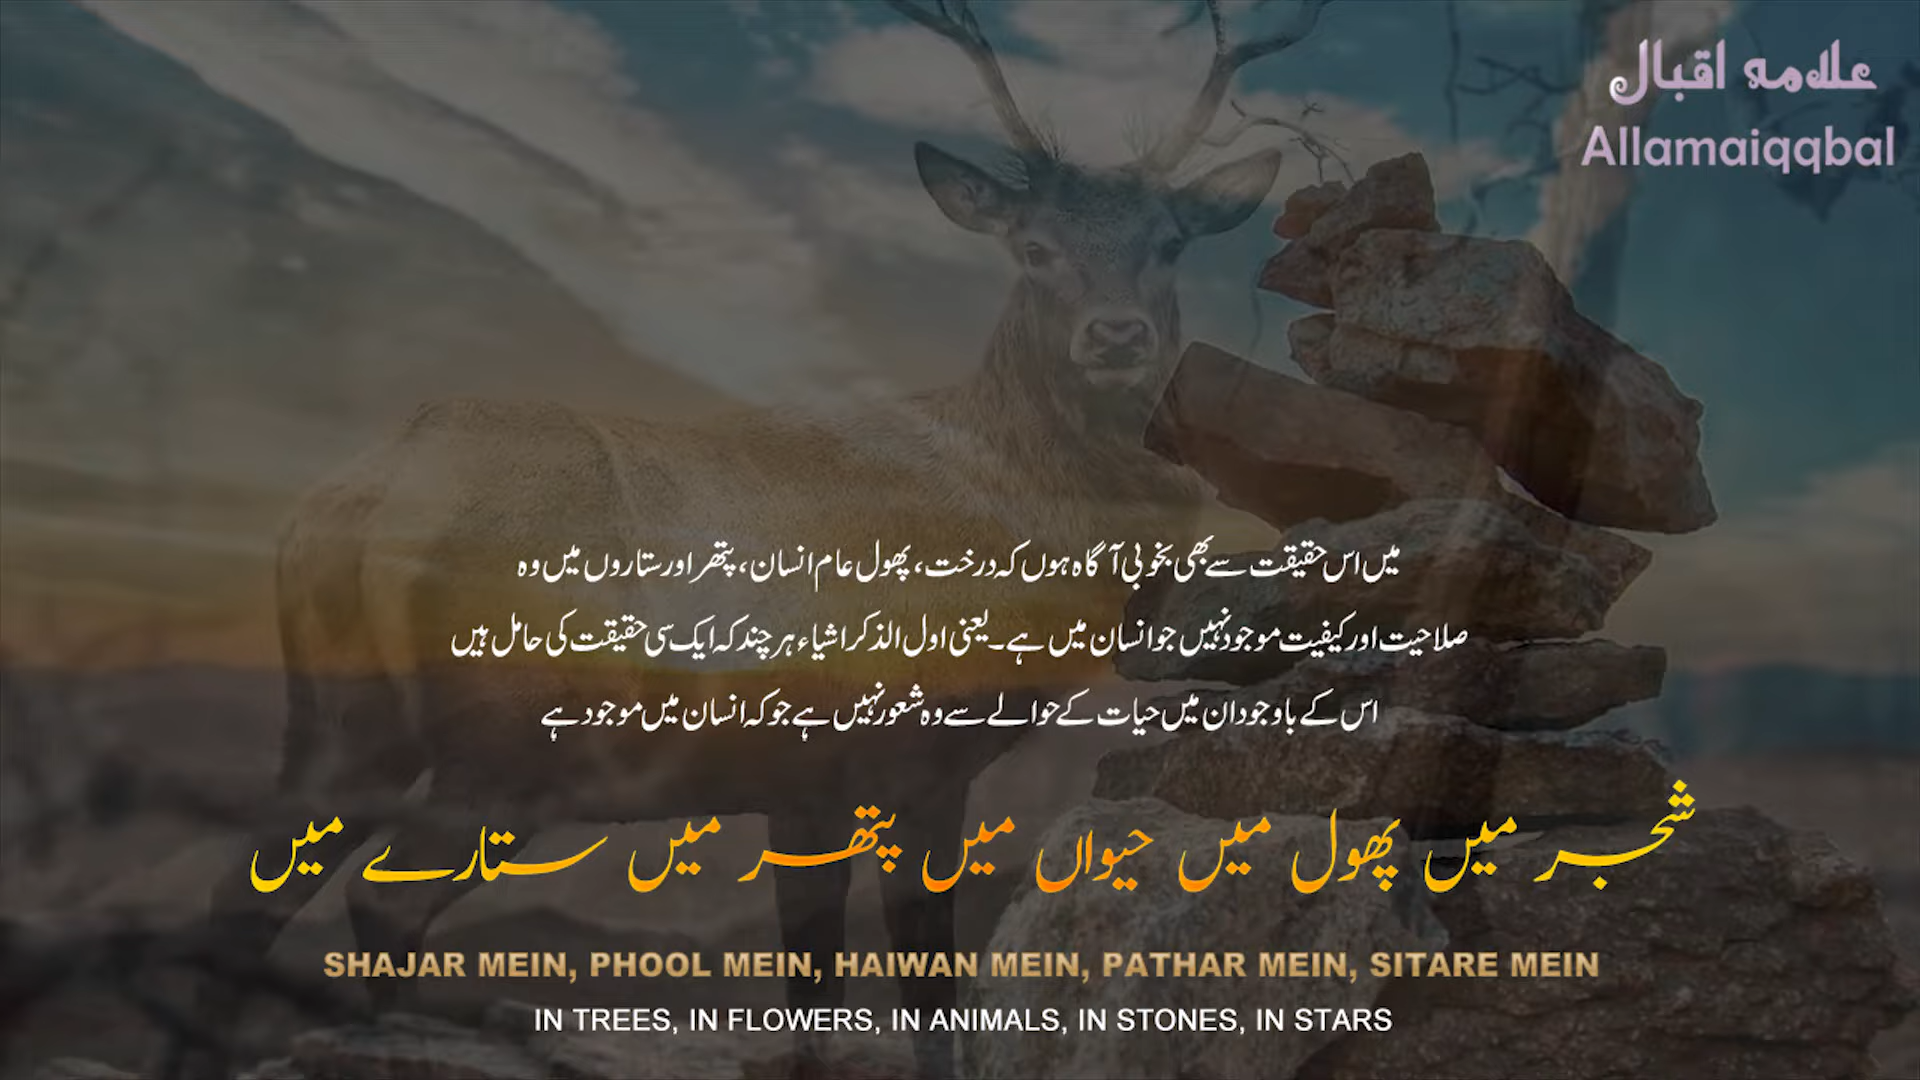 علامہ اقبال
Allamaiqqbal
میں اس حقیقت سے بھی بخوبی آگاہ ہوں کہ درخت، پھول عام انسان، پتھر اور ستاروں میں وہ
صلاحیت اور کیفیت موجود نہیں جو انسان میں ہے۔ یعنی اول الذکر اشیاء ہر چند کہ ایک سی حقیقت کی حامل ہیں
اس کے باوجود ان میں حیات کے حوالے سے وہ شعور نہیں ہے جو کہ انسان میں موجود ہے
شجر میں پھول میں حیواں میں پتھر میں ستارے میں
SHAJAR MEIN, PHOOL MEIN, HAIWAN MEIN, PATHAR MEIN, SITARE MEIN
IN TREES, IN FLOWERS, IN ANIMALS, IN STONES, IN STARS